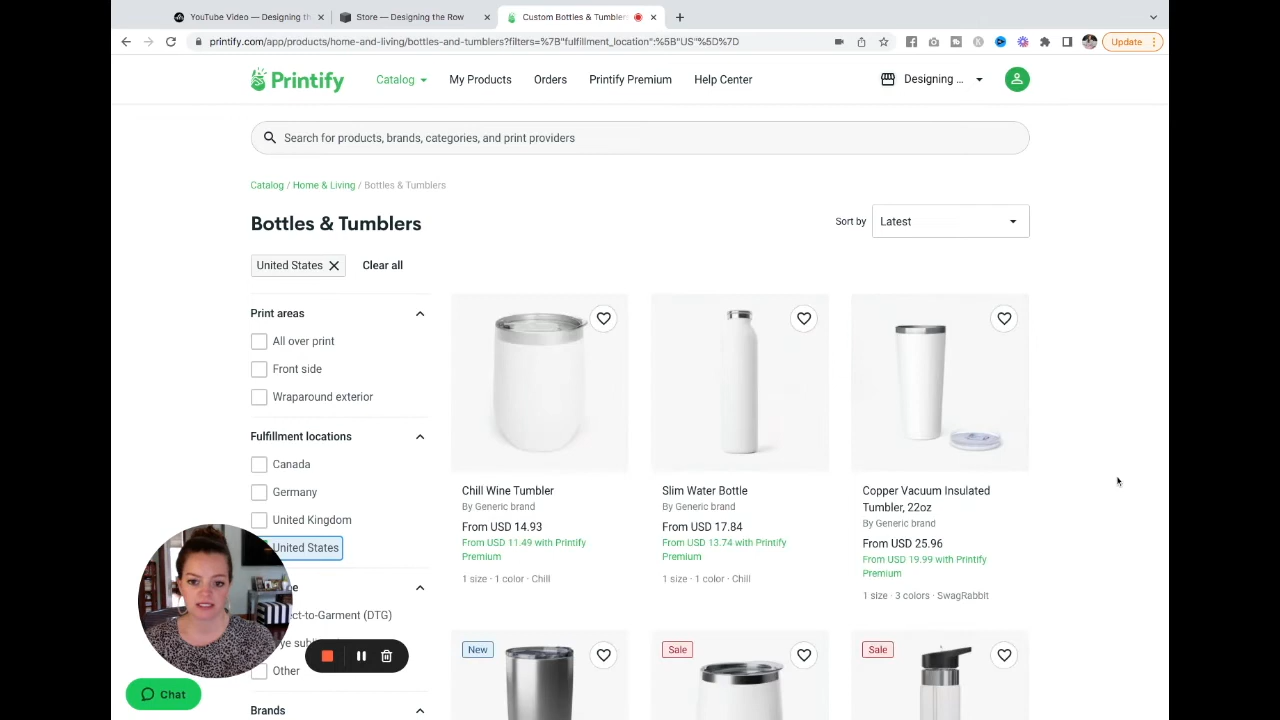 YouTube Video — Designing th
Store — Designing the Row
Custom Bottles & Tumblers
printify.com/app/products/home-and-living/bottles-and-tumblers?filters=%7B"fulfillment_location":%5B"US"%5D%7D
Update
Printify
Catalog
My Products
Orders
Printify Premium
Help Center
Designing ...
Search for products, brands, categories, and print providers
Catalog / Home & Living / Bottles & Tumblers
Bottles & Tumblers
Sort by
Latest
United States
Clear all
Print areas
All over print
Front side
Wraparound exterior
Fulfillment locations
Canada
Germany
United Kingdom
United States
ect-to-Garment (DTG)
Other
Brands
Chat
Chill Wine Tumbler
By Generic brand
From USD 14.93
From USD 11.49 with Printify
Premium
1 size · 1 color · Chill
Slim Water Bottle
By Generic brand
From USD 17.84
From USD 13.74 with Printify
Premium
1 size · 1 color · Chill
Copper Vacuum Insulated
Tumbler, 22oz
By Generic brand
From USD 25.96
From USD 19.99 with Printify
Premium
1 size · 3 colors · SwagRabbit
New
Sale
Sale